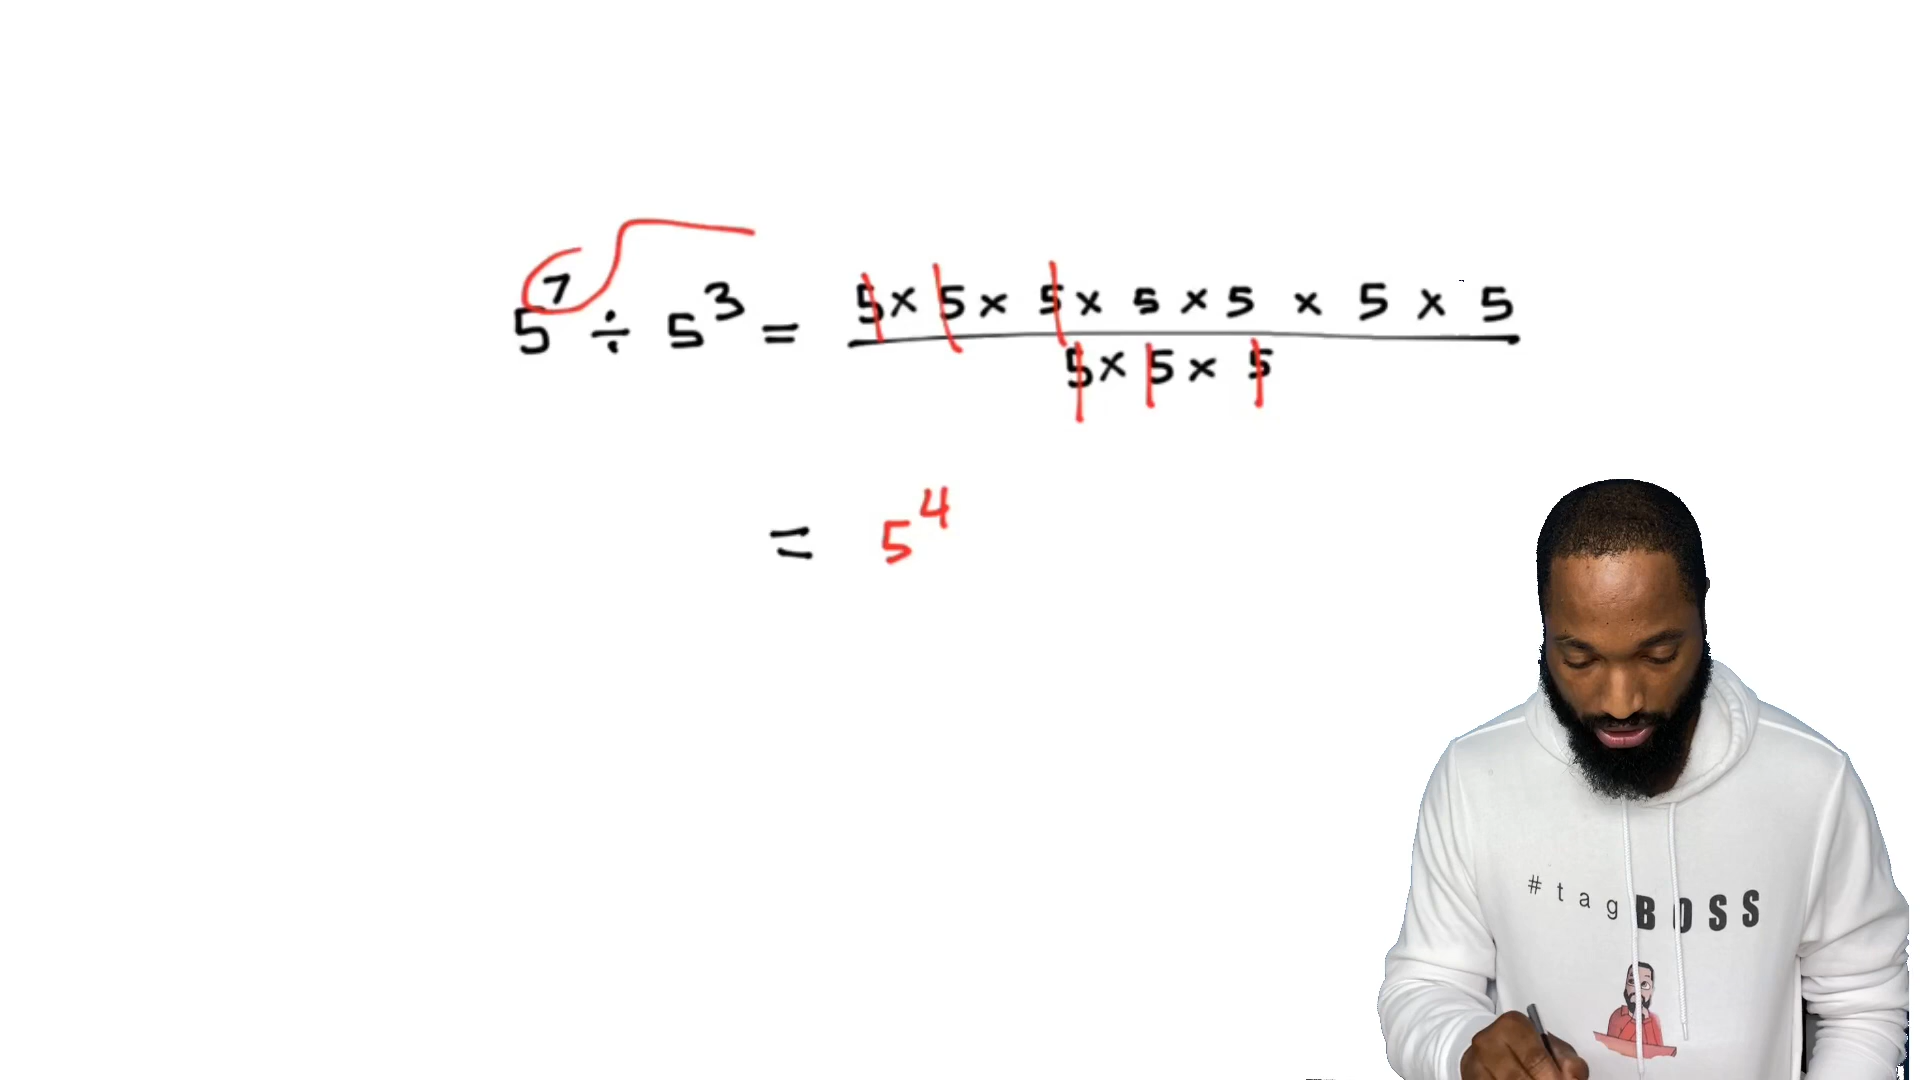 5⁷ ÷ 5³ = 5 × 5 × 5 × 5 × 5 × 5 × 5
5 × 5 × 5
= 5⁴
#tagBOSS